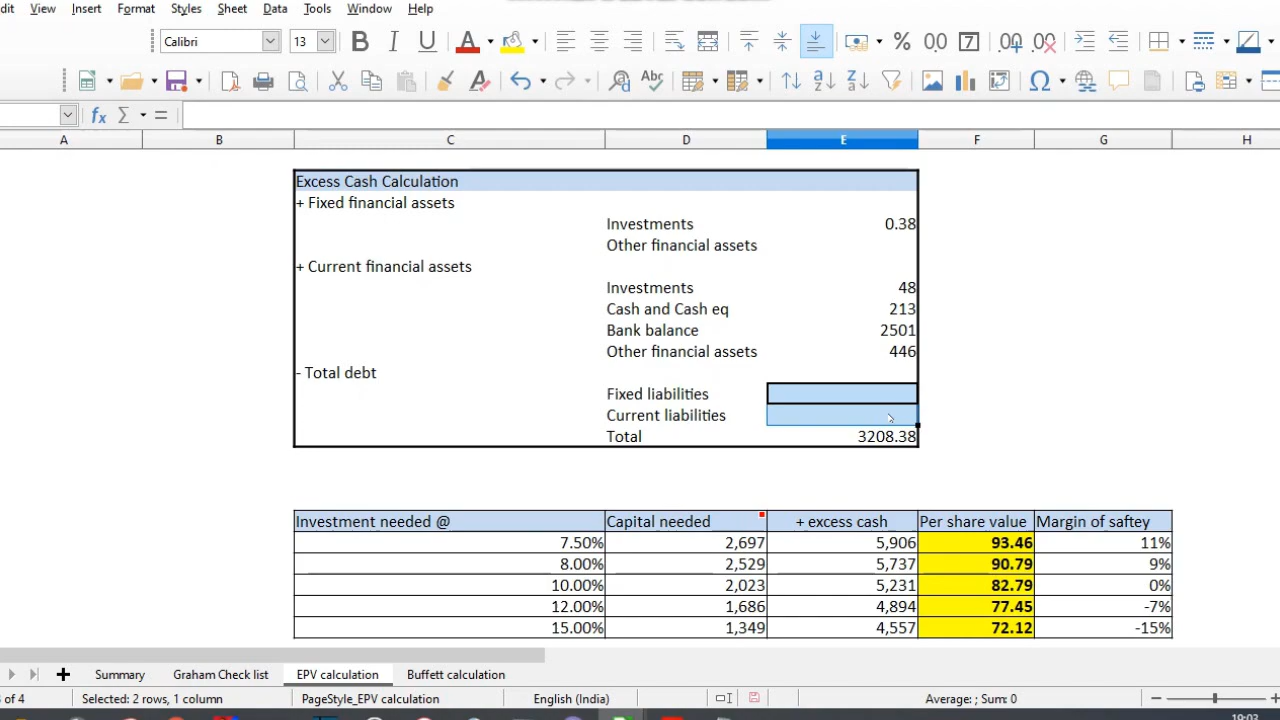 dit View Insert Format Styles Sheet Data Tools Window Help
Calibri 13
A B C D E F G H
Excess Cash Calculation
+ Fixed financial assets
Investments 0.38
Other financial assets
+ Current financial assets
Investments 48
Cash and Cash eq 213
Bank balance 2501
Other financial assets 446
- Total debt
Fixed liabilities
Current liabilities
Total 3208.38
Investment needed @ Capital needed + excess cash Per share value Margin of saftey
7.50% 2,697 5,906 93.46 11%
8.00% 2,529 5,737 90.79 9%
10.00% 2,023 5,231 82.79 0%
12.00% 1,686 4,894 77.45 -7%
15.00% 1,349 4,557 72.12 -15%
Summary Graham Check list EPV calculation Buffett calculation
of 4 Selected: 2 rows, 1 column PageStyle_EPV calculation English (India) Average: ; Sum: 0
19:03